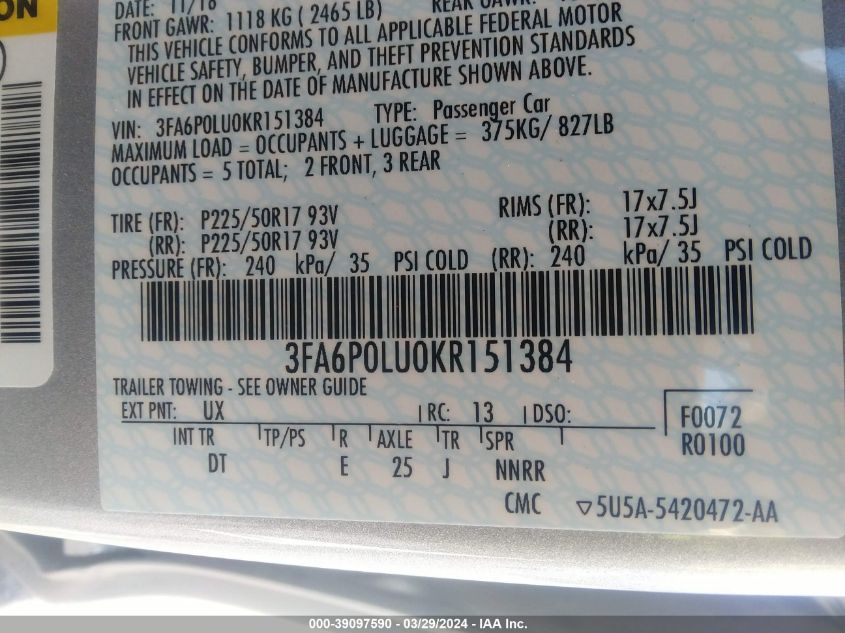 ON
DATE: 11/18 REAR GAWR:
FRONT GAWR: 1118 KG ( 2465 LB)
THIS VEHICLE CONFORMS TO ALL APPLICABLE FEDERAL MOTOR
VEHICLE SAFETY, BUMPER, AND THEFT PREVENTION STANDARDS
IN EFFECT ON THE DATE OF MANUFACTURE SHOWN ABOVE.
VIN: 3FA6P0LU0KR151384 TYPE: Passenger Car
MAXIMUM LOAD = OCCUPANTS + LUGGAGE = 375KG/ 827LB
OCCUPANTS = 5 TOTAL; 2 FRONT, 3 REAR
TIRE (FR): P225/50R17 93V RIMS (FR): 17x7.5J
(RR): P225/50R17 93V (RR): 17x7.5J
PRESSURE (FR): 240 kPa/ 35 PSI COLD (RR): 240 kPa/ 35 PSI COLD
3FA6P0LU0KR151384
TRAILER TOWING - SEE OWNER GUIDE
EXT PNT: UX RC: 13 DSO: F0072
INT TR TP/PS R AXLE TR SPR R0100
DT E 25 J NNRR
CMC ▽5U5A-5420472-AA
000-39097590 - 03/29/2024 - IAA Inc.